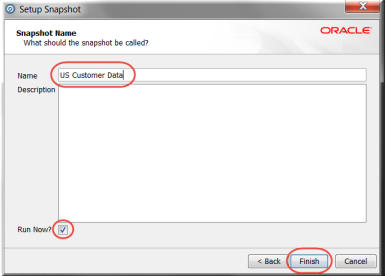 Setup Snapshot
Snapshot Name
What should the snapshot be called?
ORACLE
Name
US Customer Data
Description
Run Now?
< Back
Finish
Cancel